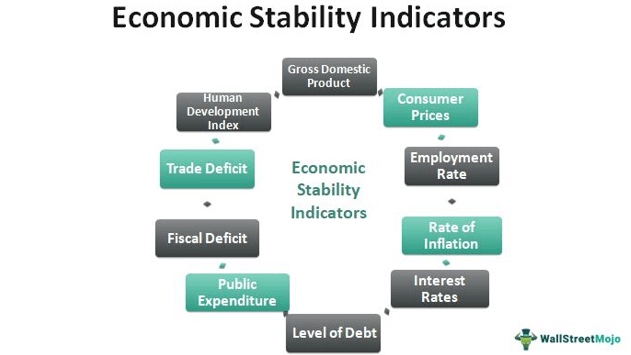 Economic Stability Indicators
Gross Domestic
Product
Consumer
Prices
Employment
Rate
Rate of
Inflation
Interest
Rates
Level of Debt
Public
Expenditure
Fiscal Deficit
Trade Deficit
Human
Development
Index
Economic
Stability
Indicators
WallStreetMojo